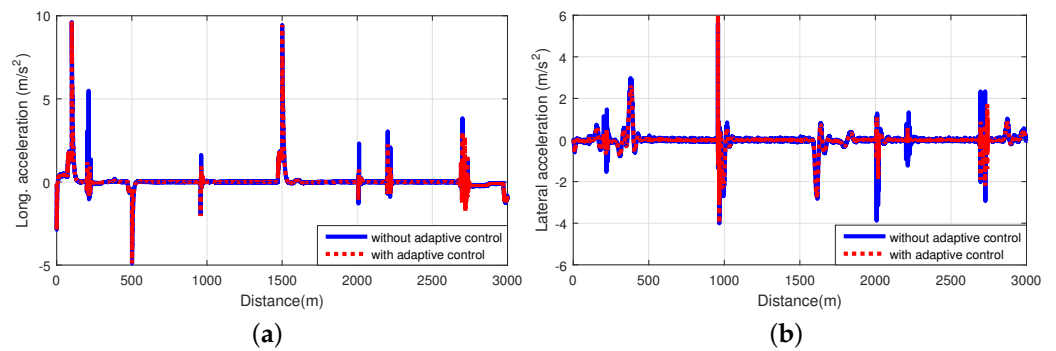 10
5
0
-5
Long. acceleration (m/s²)
0
500
1000
1500
2000
2500
3000
Distance(m)
without adaptive control
with adaptive control
(a)
6
4
2
0
-2
-4
-6
Lateral acceleration (m/s²)
0
500
1000
1500
2000
2500
3000
Distance(m)
without adaptive control
with adaptive control
(b)